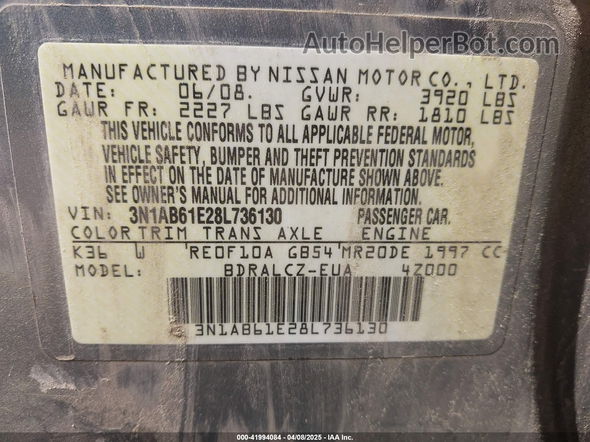 AutoHelperBot.com
MANUFACTURED BY NISSAN MOTOR CO., LTD.
DATE: 06/08. GVWR: 3920 LBS
GAWR FR: 2227 LBS GAWR RR: 1810 LBS
THIS VEHICLE CONFORMS TO ALL APPLICABLE FEDERAL MOTOR,
VEHICLE SAFETY, BUMPER AND THEFT PREVENTION STANDARDS
IN EFFECT ON THE DATE OF MANUFACTURE SHOWN ABOVE.
SEE OWNER'S MANUAL FOR ADDITIONAL INFORMATION.
VIN: 3N1AB61E28L736130 PASSENGER CAR.
COLOR TRIM TRANS AXLE ENGINE
K36 W RE0F10A GB54 MR20DE 1997 CC
MODEL: BDRALCZ-EUA 4Z000
3N1AB61E28L736130
000-41994084 | 04/08/2025 - IAA Inc.